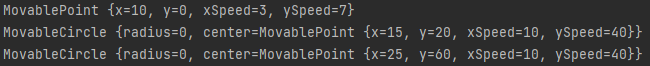 MovablePoint {x=10, y=0, xSpeed=3, ySpeed=7}
MovableCircle {radius=0, center=MovablePoint {x=15, y=20, xSpeed=10, ySpeed=40}}
MovableCircle {radius=0, center=MovablePoint {x=25, y=60, xSpeed=10, ySpeed=40}}